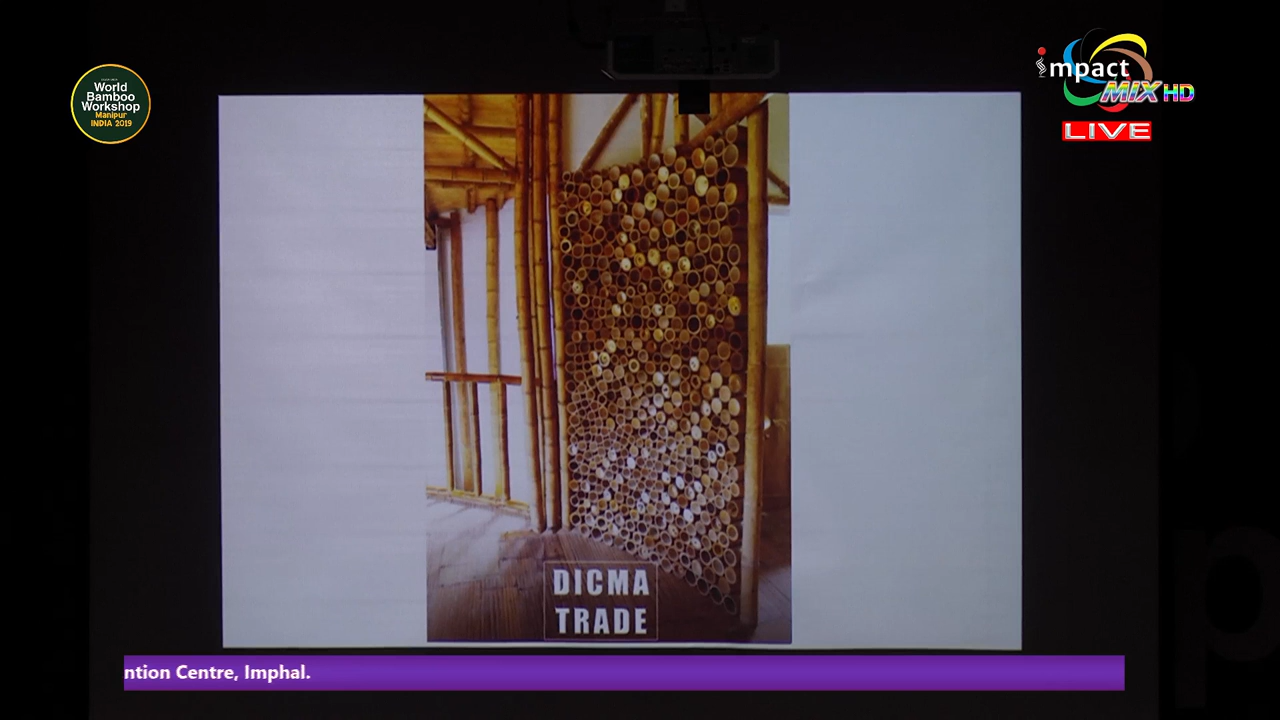 World
Bamboo
Workshop
Manipur
INDIA 2019
impact
MIX HD
LIVE
DICMA
TRADE
ntion Centre, Imphal.